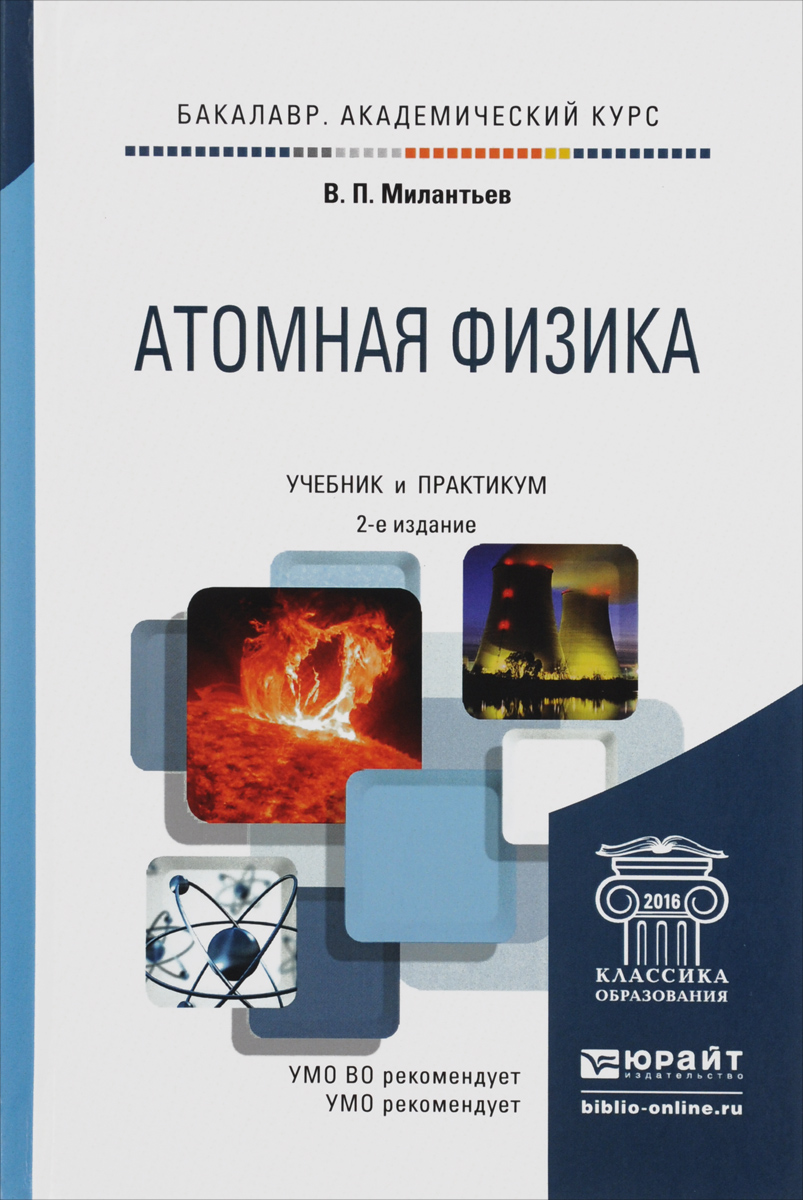 БАКАЛАВР. АКАДЕМИЧЕСКИЙ КУРС
В. П. Милантьев
АТОМНАЯ ФИЗИКА
УЧЕБНИК и ПРАКТИКУМ
2-е издание
2016
КЛАССИКА
ОБРАЗОВАНИЯ
УМО ВО рекомендует
УМО рекомендует
ЮРАЙТ
издательство
biblio-online.ru